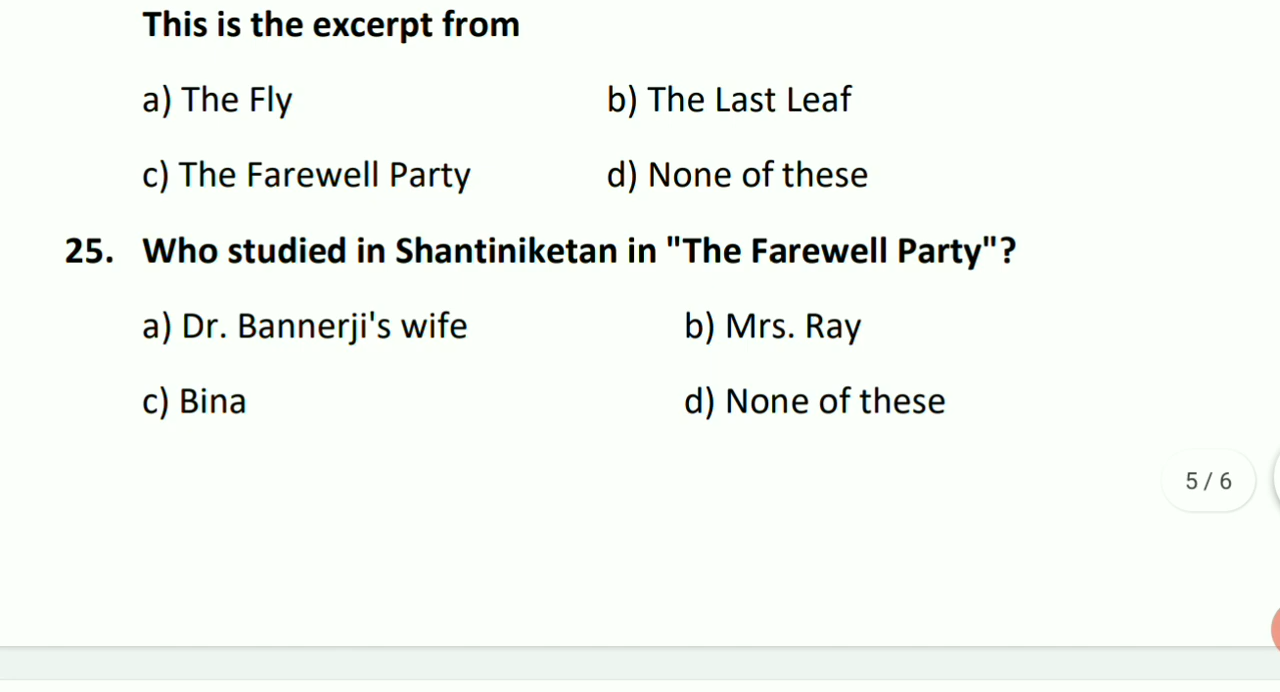 This is the excerpt from
a) The Fly b) The Last Leaf
c) The Farewell Party d) None of these
25. Who studied in Shantiniketan in "The Farewell Party"?
a) Dr. Bannerji's wife b) Mrs. Ray
c) Bina d) None of these
5 / 6